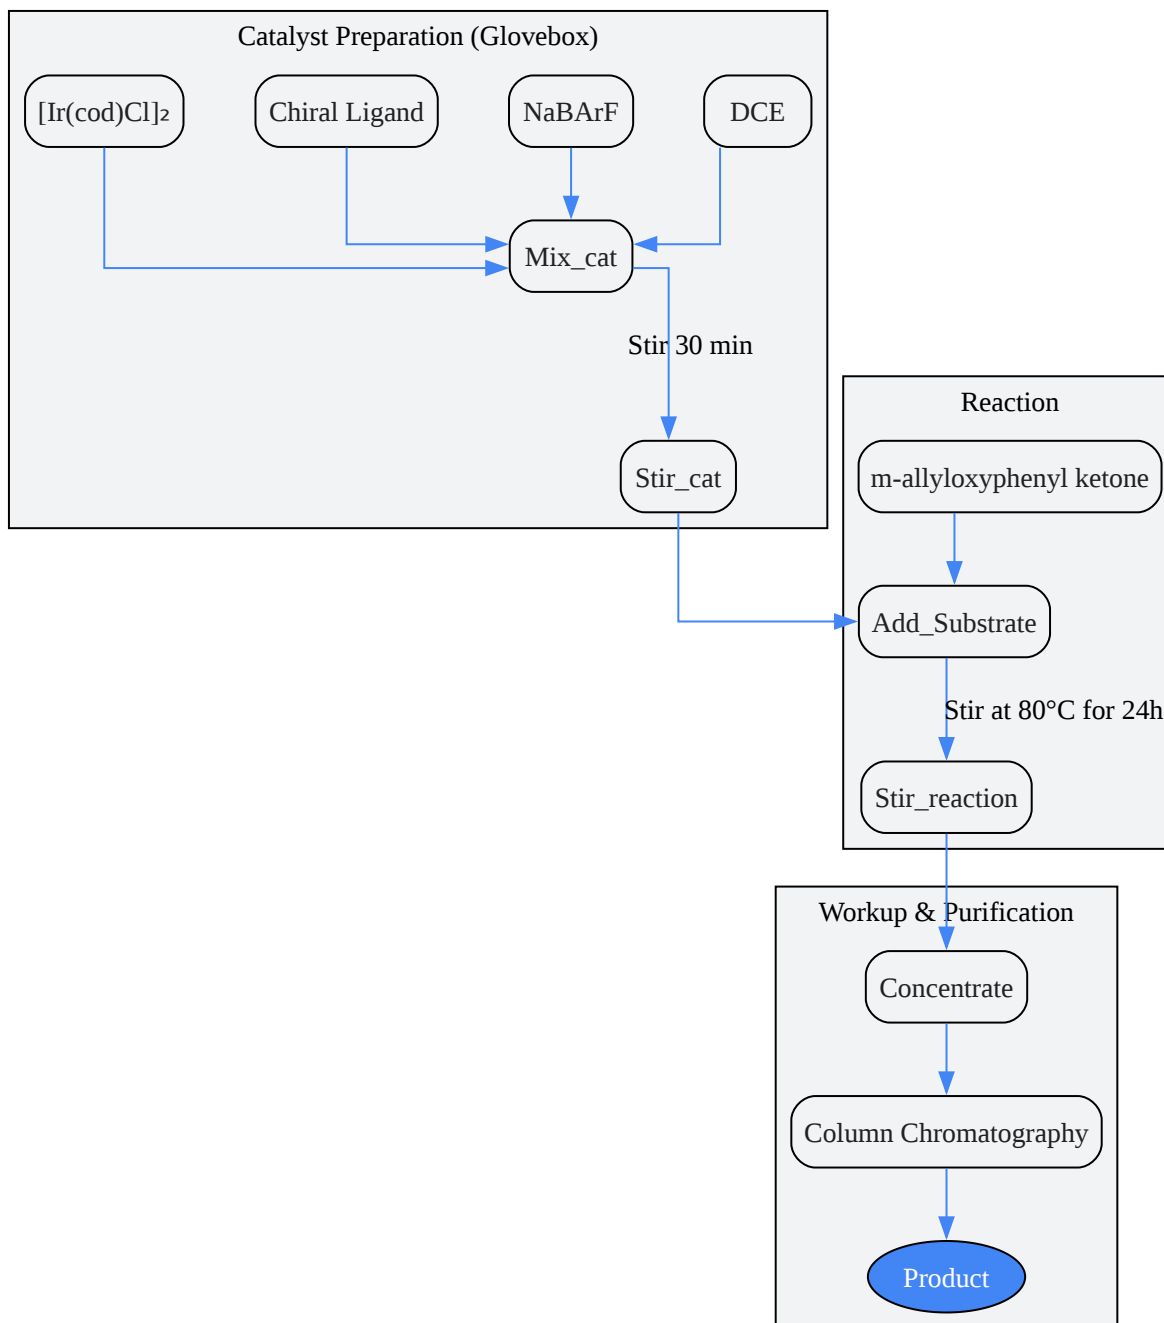 Catalyst Preparation (Glovebox)
[Ir(cod)Cl]₂
Chiral Ligand
NaBArF
DCE
Mix_cat
Stir 30 min
Stir_cat
Reaction
m-allyloxyphenyl ketone
Add_Substrate
Stir at 80°C for 24h
Stir_reaction
Workup & Purification
Concentrate
Column Chromatography
Product